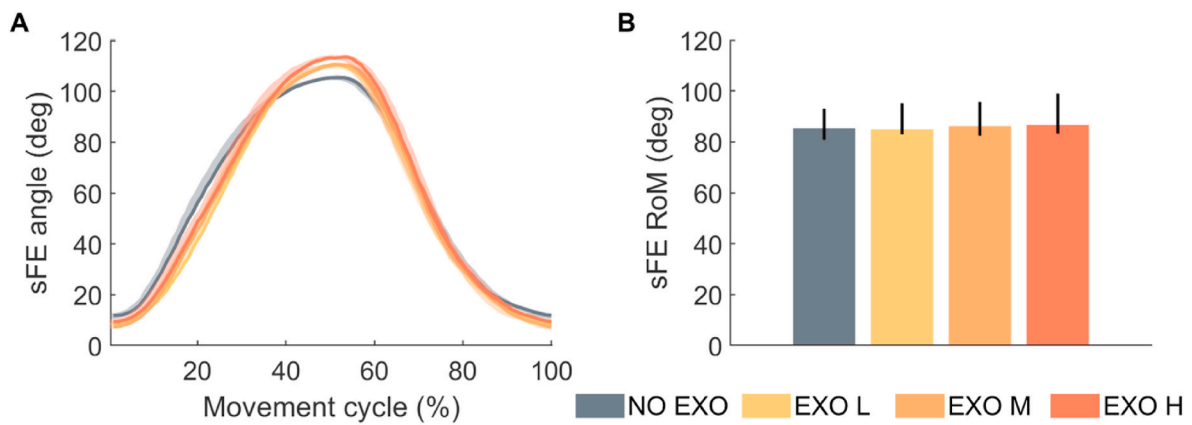 A
sFE angle (deg)
120
100
80
60
40
20
0
20 40 60 80 100
Movement cycle (%)
B
sFE RoM (deg)
120
100
80
60
40
20
0
NO EXO EXO L EXO M EXO H